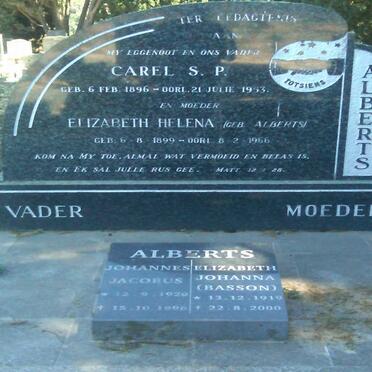 TER GEDAGTENIS
AAN
MY EGGENOOT EN ONS VADER
CAREL S. P.
GEB. 6 FEB. 1896 - OORL. 21 JULIE 1953.
EN MOEDER
ELIZABETH HELENA (GEB. ALBERTS)
GEB. 6-8-1899 - OORL. 8-2-1966
KOM NA MY TOE, ALMAL WAT VERMOEID EN BELAS IS,
EN EK SAL JULLE RUS GEE. MATT. 12:28.
TOTSIENS
ALBERTS
VADER
MOEDER
ALBERTS
JOHANNES
JACOBUS
* 12.9.1920
+ 15.10.1996
ELIZABETH
JOHANNA
(BASSON)
* 13.12.1919
+ 22.8.2000